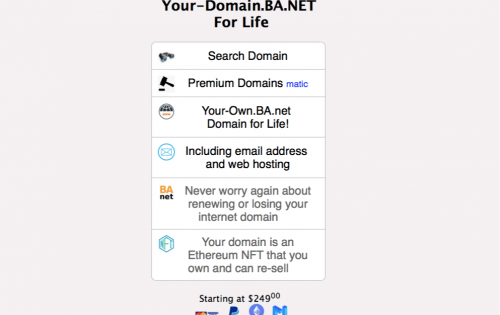 Your-Domain.BA.NET
For Life
Search Domain
Premium Domains matic
Your-Own.BA.net
Domain for Life!
Including email address
and web hosting
BA
net
Never worry again about
renewing or losing your
internet domain
Your domain is an
Ethereum NFT that you
own and can re-sell
Starting at $24900